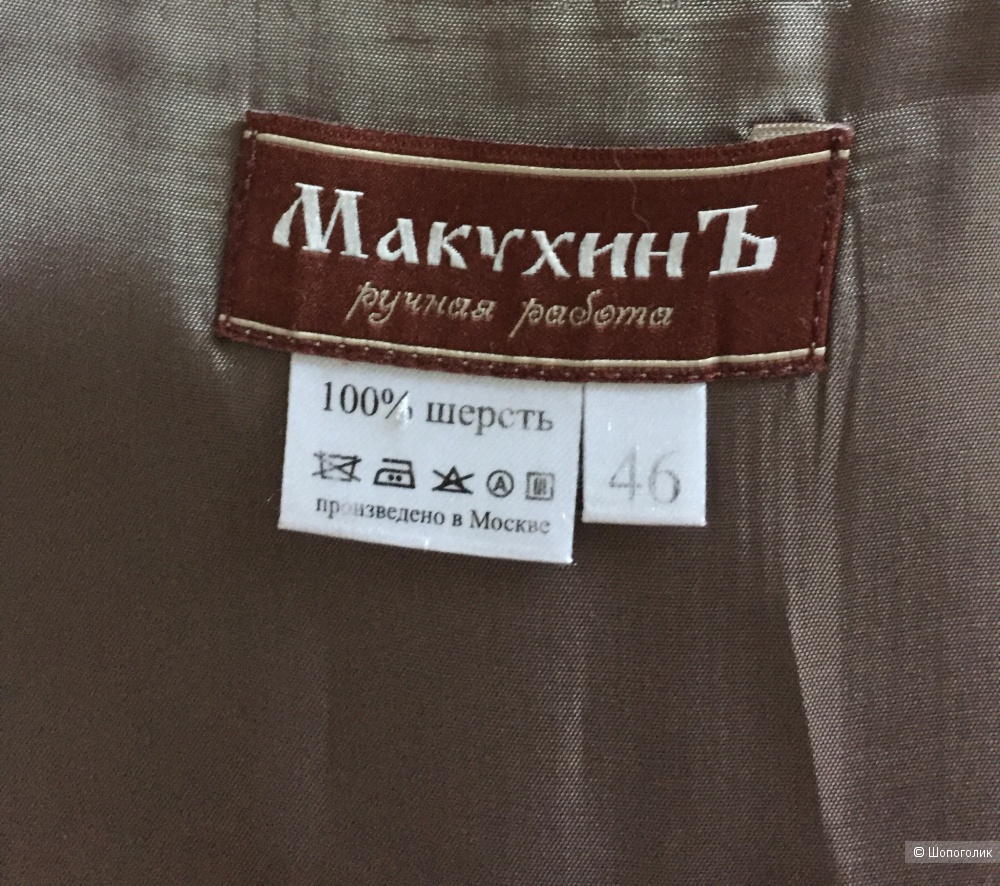 МакухинЪ
ручная работа
100% шерсть
46
А
произведено в Москве
© Шопоголик